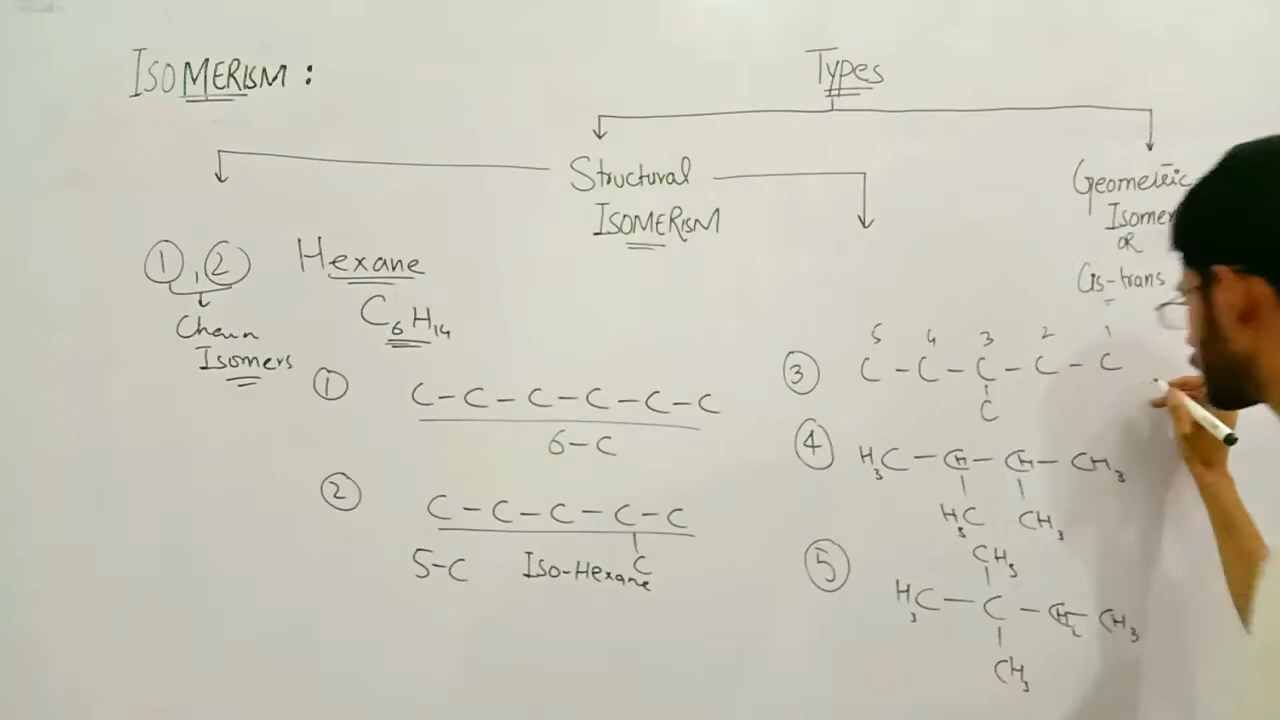 ISOMERISM :
Types
Structural
ISOMERISM
Geometric
Isomer
OR
Cis-trans
1 , 2
Chain
Isomers
Hexane
C6H14
1 C-C-C-C-C-C
6-C
2 C-C-C-C-C
C
5-C Iso-Hexane
5 4 3 2 1
3 C-C-C-C-C
C
4 H3C-CH-CH-CH3
H3C CH3
CH3
5 H3C-C-CH2-CH3
CH3